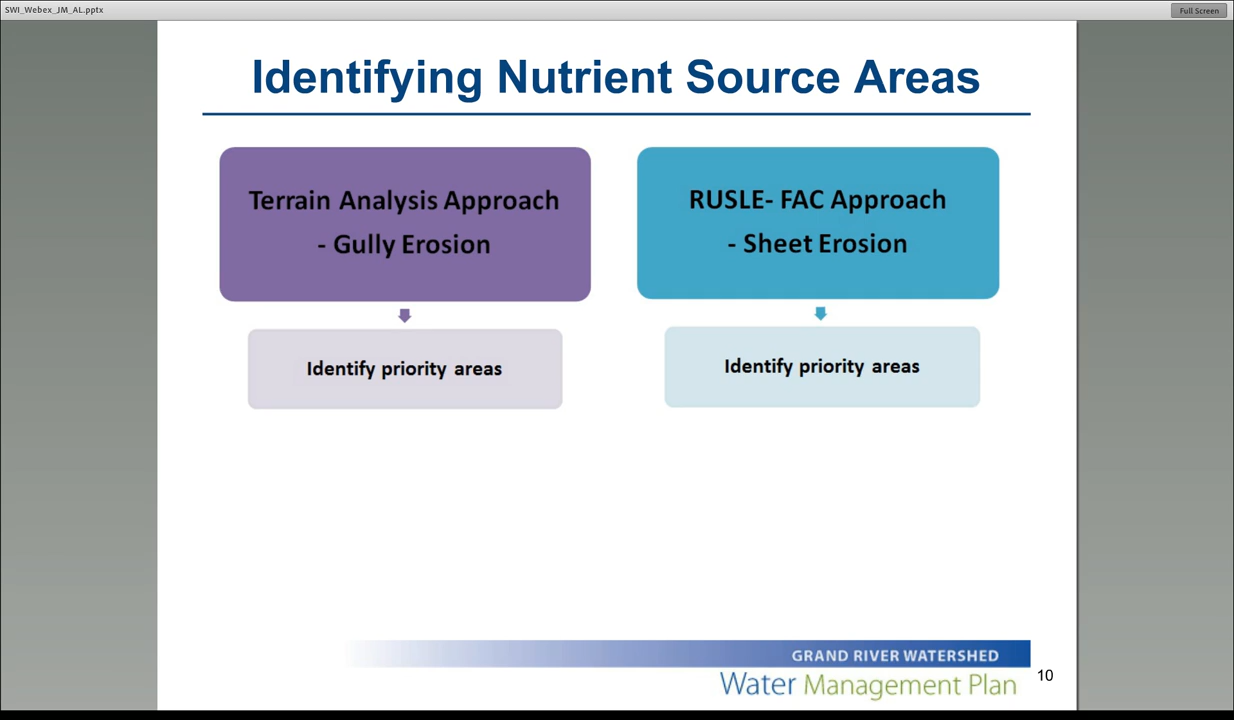 SWI_Webex_JM_AL.pptx
Full Screen
Identifying Nutrient Source Areas
Terrain Analysis Approach
- Gully Erosion
Identify priority areas
RUSLE- FAC Approach
- Sheet Erosion
Identify priority areas
GRAND RIVER WATERSHED
Water Management Plan
10